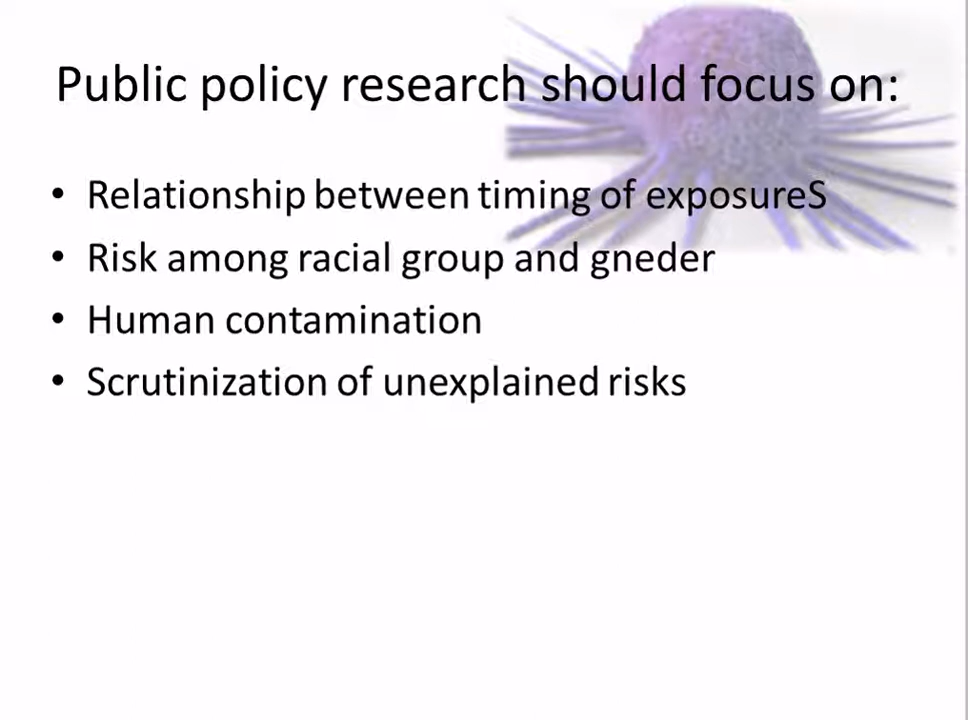 Public policy research should focus on:
• Relationship between timing of exposureS
• Risk among racial group and gneder
• Human contamination
• Scrutinization of unexplained risks